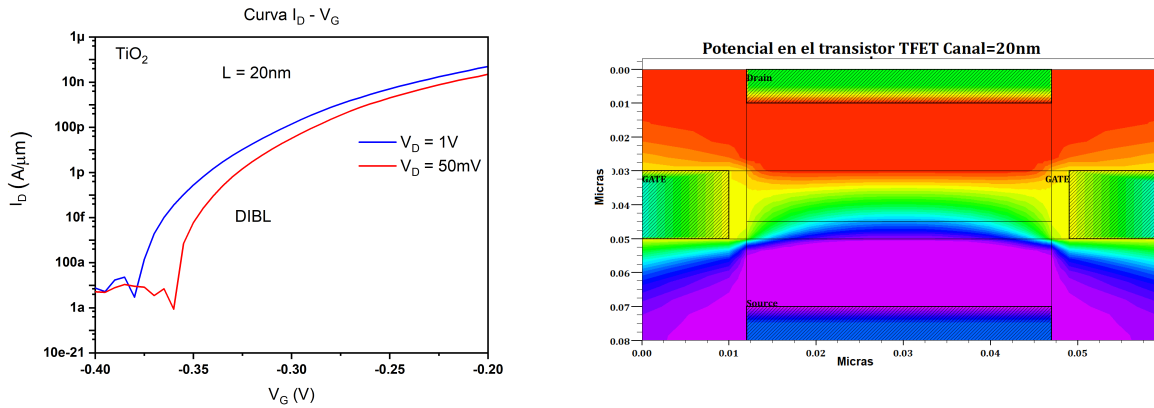 Curva I_D - V_G
TiO₂
L = 20nm
V_D = 1V
V_D = 50mV
DIBL
I_D ( A/μm)
1μ
10n
100p
1p
10f
100a
1a
10e-21
-0.40
-0.35
-0.30
-0.25
-0.20
V_G (V)
Potencial en el transistor TFET Canal=20nm
Drain
GATE
GATE
Source
Micras
0.00
0.01
0.02
0.03
0.04
0.05
0.06
0.07
0.08
0.00
0.01
0.02
0.03
0.04
0.05
Micras